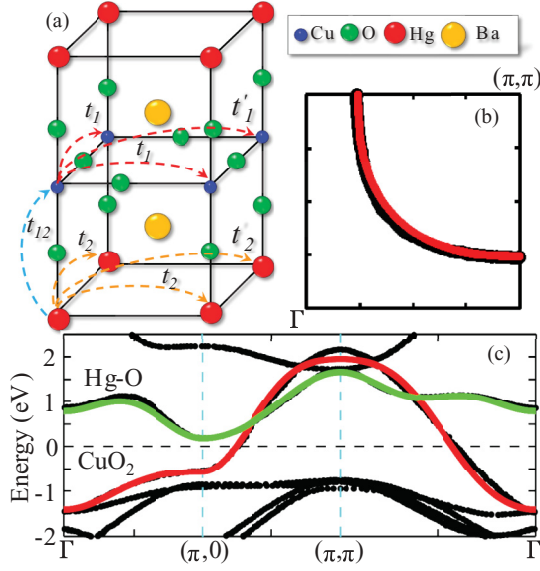 (a)
Cu O Hg Ba
t₁ t'₁
t₁
t₁₂
t₂ t'₂
t₂
(π,π)
(b)
Γ
(c)
Energy (eV)
2
1
0
-1
-2
Hg-O
CuO₂
Γ (π,0) (π,π) Γ